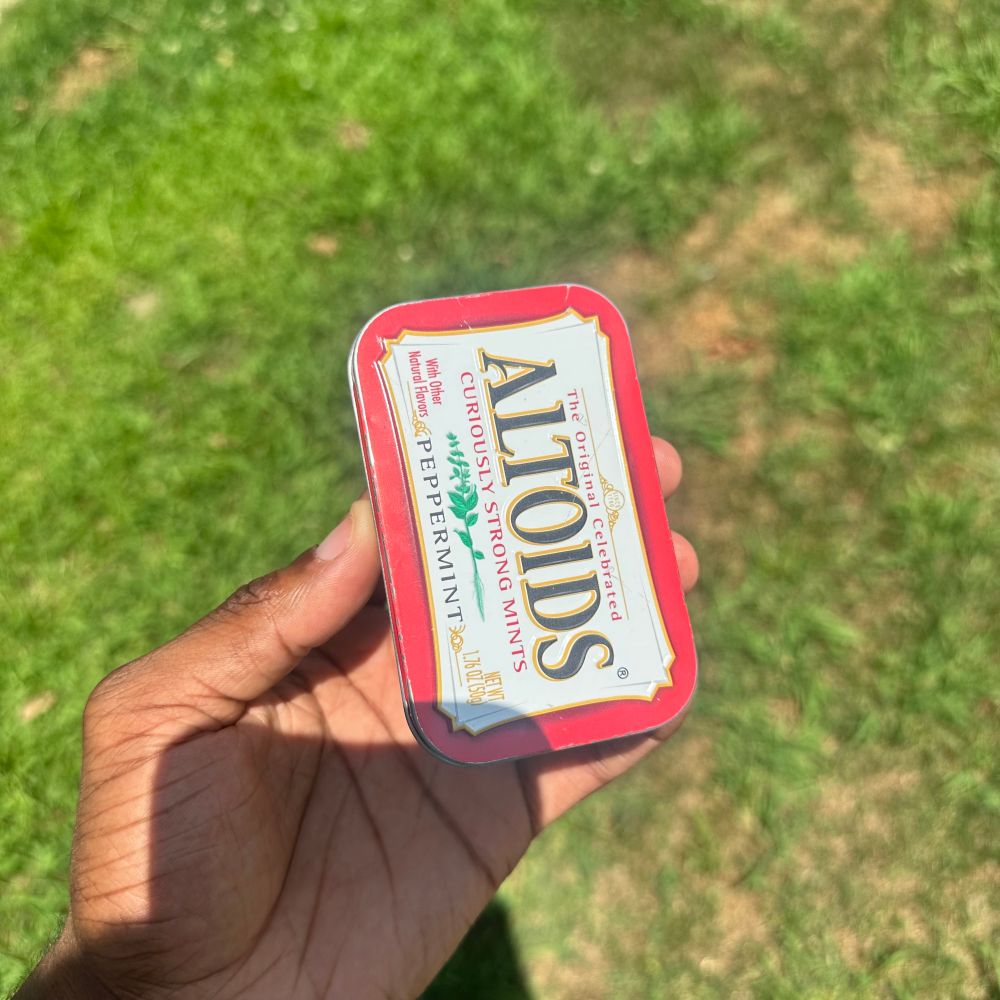 The Original Celebrated
ALTOIDS®
CURIOUSLY STRONG MINTS
With Other
Natural Flavors
PEPPERMINT
NET WT
1.76 OZ (50g)